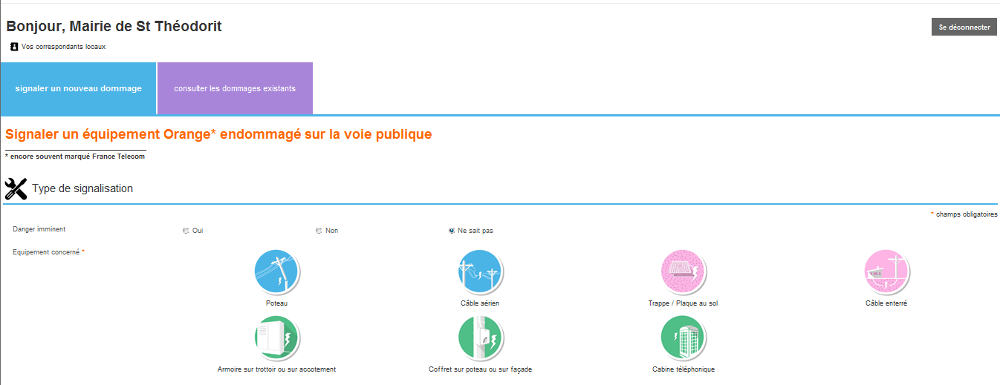 Bonjour, Mairie de St Théodorit
Se déconnecter
Vos correspondants locaux
signaler un nouveau dommage
consulter les dommages existants
Signaler un équipement Orange* endommagé sur la voie publique
* encore souvent marqué France Telecom
Type de signalisation
* champs obligatoires
Danger imminent Oui Non Ne sait pas
Equipement concerné *
Poteau Câble aérien Trappe / Plaque au sol Câble enterré
Armoire sur trottoir ou sur accotement Coffret sur poteau ou sur façade Cabine téléphonique